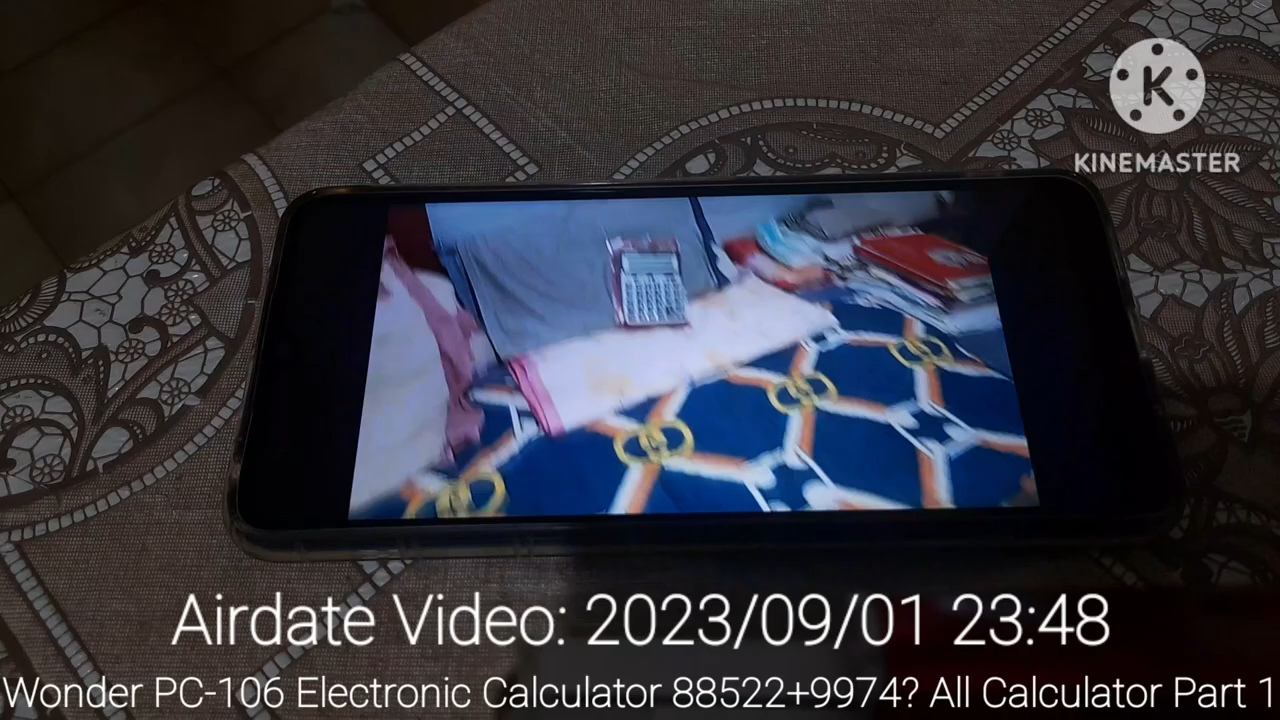 K
KINEMASTER
Airdate Video: 2023/09/01 23:48
Wonder PC-106 Electronic Calculator 88522+9974? All Calculator Part 1